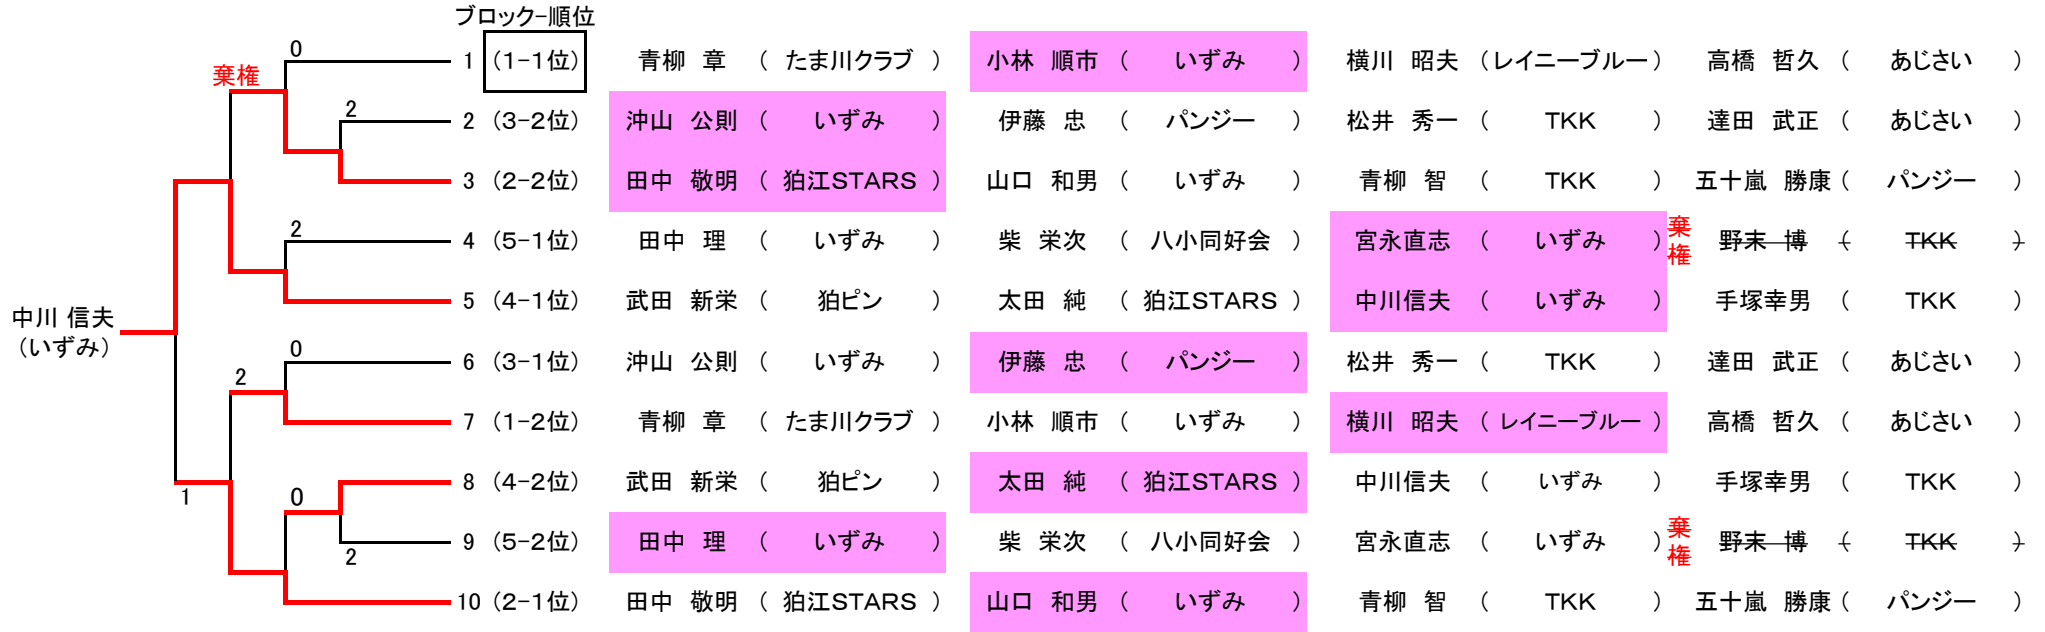 ブロック−順位
0 1 (1−1位) 青柳 章 ( たま川クラブ ) 小林 順市 ( いずみ ) 横川 昭夫 (レイニーブルー) 高橋 哲久 ( あじさい )
棄権
2 2 (3−2位) 沖山 公則 ( いずみ ) 伊藤 忠 ( パンジー ) 松井 秀一 ( TKK ) 達田 武正 ( あじさい )
3 (2−2位) 田中 敬明 ( 狛江STARS ) 山口 和男 ( いずみ ) 青柳 智 ( TKK ) 五十嵐 勝康 ( パンジー )
2 4 (5−1位) 田中 理 ( いずみ ) 柴 栄次 ( 八小同好会 ) 宮永直志 ( いずみ ) 棄権 野末 博 ( TKK )
5 (4−1位) 武田 新栄 ( 狛ピン ) 太田 純 ( 狛江STARS ) 中川信夫 ( いずみ ) 手塚幸男 ( TKK )
中川 信夫
(いずみ)
0 6 (3−1位) 沖山 公則 ( いずみ ) 伊藤 忠 ( パンジー ) 松井 秀一 ( TKK ) 達田 武正 ( あじさい )
2
7 (1−2位) 青柳 章 ( たま川クラブ ) 小林 順市 ( いずみ ) 横川 昭夫 ( レイニーブルー ) 高橋 哲久 ( あじさい )
8 (4−2位) 武田 新栄 ( 狛ピン ) 太田 純 ( 狛江STARS ) 中川信夫 ( いずみ ) 手塚幸男 ( TKK )
1 0
9 (5−2位) 田中 理 ( いずみ ) 柴 栄次 ( 八小同好会 ) 宮永直志 ( いずみ ) 棄権 野末 博 ( TKK )
2
10 (2−1位) 田中 敬明 ( 狛江STARS ) 山口 和男 ( いずみ ) 青柳 智 ( TKK ) 五十嵐 勝康 ( パンジー )